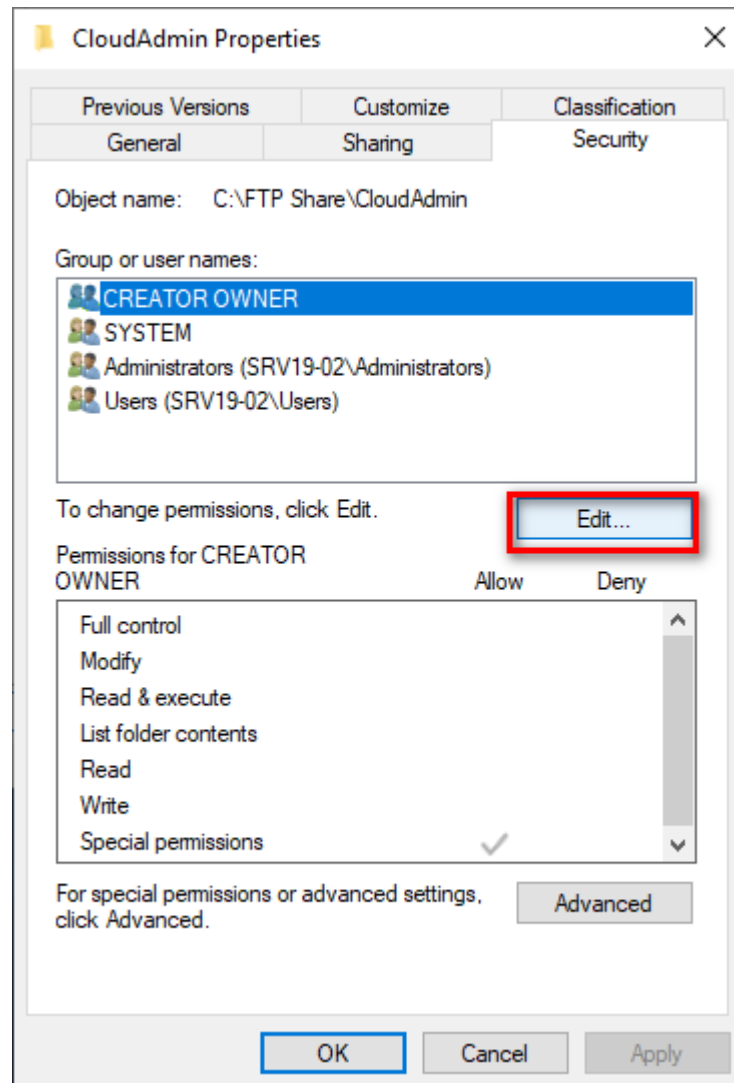 CloudAdmin Properties
Previous Versions Customize Classification
General Sharing Security
Object name: C:\FTP Share\CloudAdmin
Group or user names:
CREATOR OWNER
SYSTEM
Administrators (SRV19-02\Administrators)
Users (SRV19-02\Users)
To change permissions, click Edit.
Edit...
Permissions for CREATOR
OWNER Allow Deny
Full control
Modify
Read & execute
List folder contents
Read
Write
Special permissions
For special permissions or advanced settings,
click Advanced.
Advanced
OK Cancel Apply